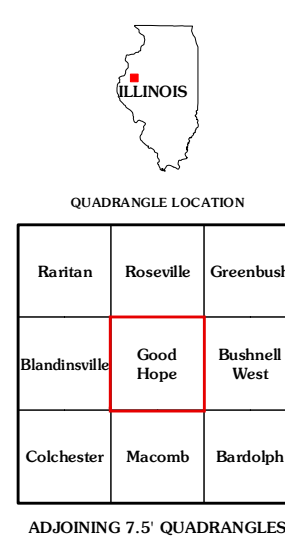 ILLINOIS
QUADRANGLE LOCATION
Raritan Roseville Greenbush
Blandinsville Good Hope Bushnell West
Colchester Macomb Bardolph
ADJOINING 7.5' QUADRANGLES